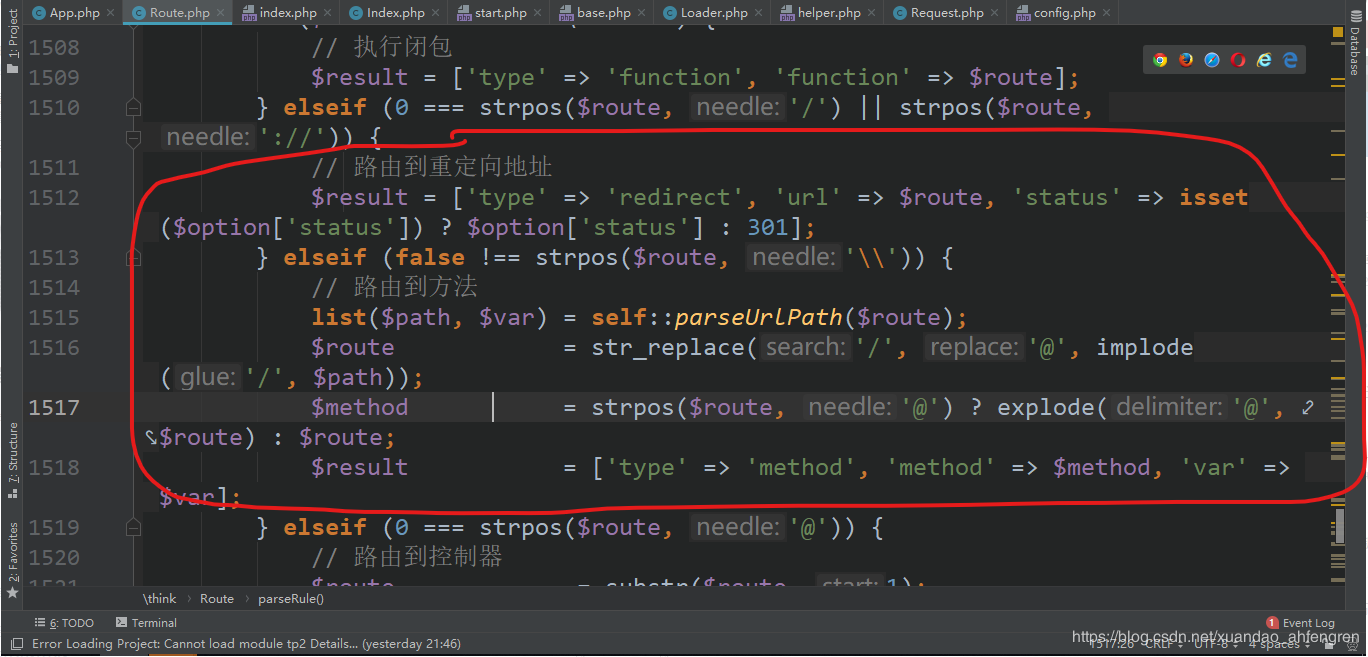 App.php × Route.php × index.php × Index.php × start.php × base.php × Loader.php × helper.php × Request.php × config.php ×
1: Project
Database
1508 // 执行闭包
1509 $result = ['type' => 'function', 'function' => $route];
1510 } elseif (0 === strpos($route, needle: '/') || strpos($route,
needle: '://')) {
1511 // 路由到重定向地址
1512 $result = ['type' => 'redirect', 'url' => $route, 'status' => isset
($option['status']) ? $option['status'] : 301];
1513 } elseif (false !== strpos($route, needle: '\\')) {
1514 // 路由到方法
1515 list($path, $var) = self::parseUrlPath($route);
1516 $route = str_replace( search: '/', replace: '@', implode
( glue: '/', $path));
1517 $method = strpos($route, needle: '@') ? explode( delimiter: '@',
$route) : $route;
1518 $result = ['type' => 'method', 'method' => $method, 'var' =>
$var];
1519 } elseif (0 === strpos($route, needle: '@')) {
1520 // 路由到控制器
1521 $route = substr($route, start: 1);
7: Structure
2: Favorites
\think › Route › parseRule()
6: TODO Terminal 1 Event Log
https://blog.csdn.net/xuandao_ahfengren
Error Loading Project: Cannot load module tp2 Details... (yesterday 21:46) 1517:26 CRLF UTF-8 4 spaces